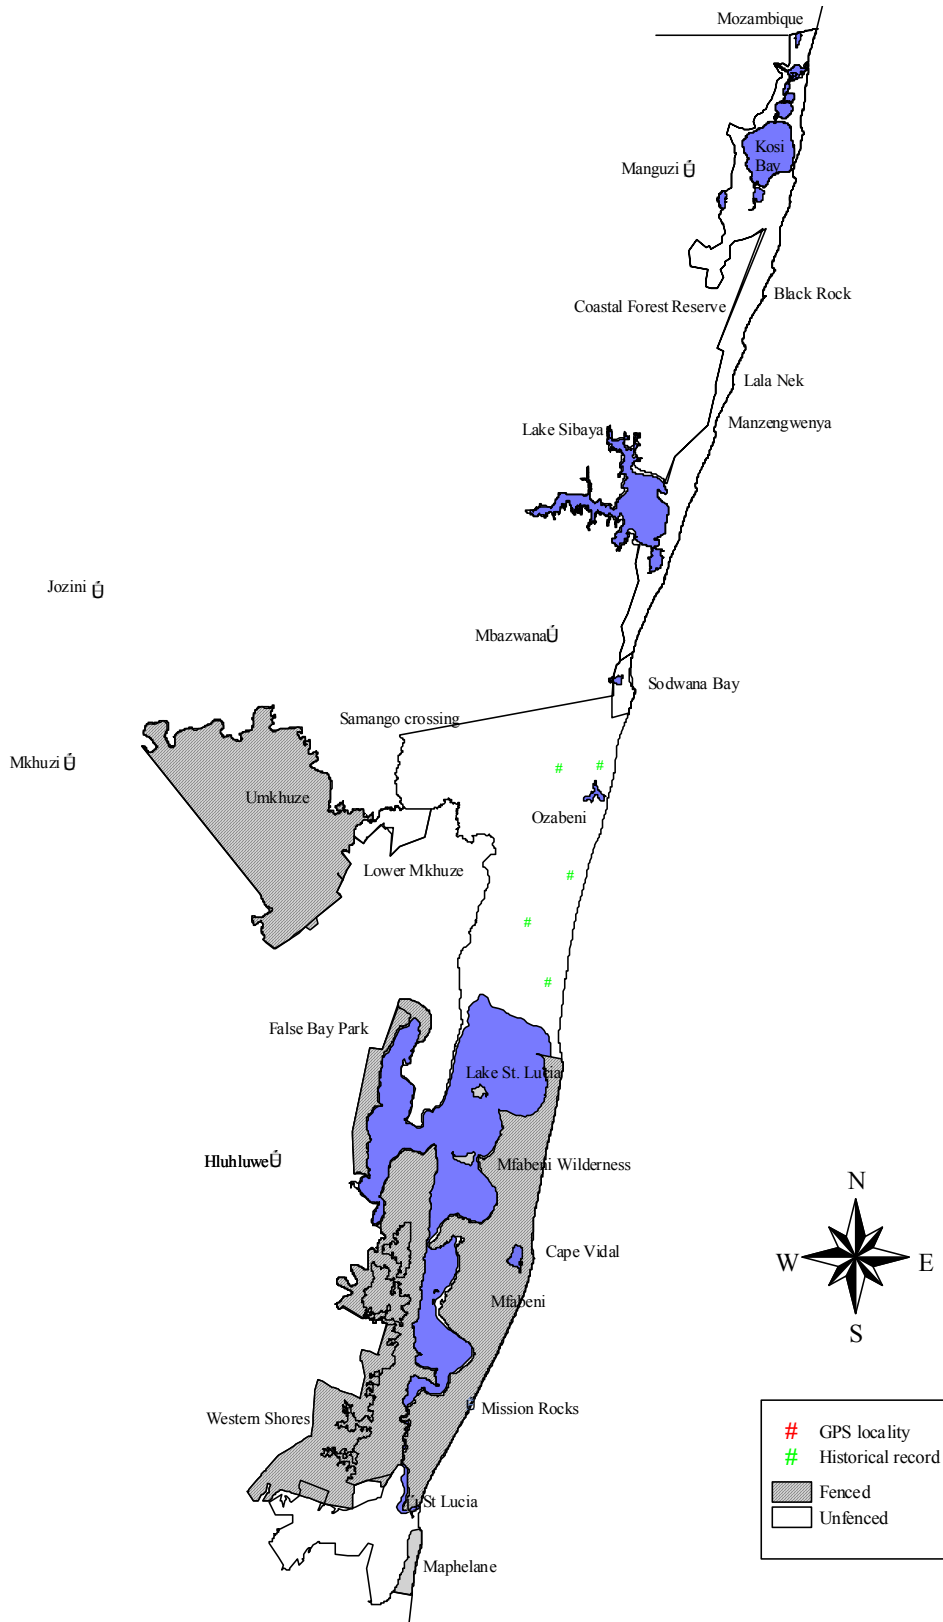 Mozambique
Kosi
Bay
Manguzi
Coastal Forest Reserve
Black Rock
Lala Nek
Manzengwenya
Lake Sibaya
Jozini
Mbazwana
Sodwana Bay
Samango crossing
Mkhuzi
Umkhuze
Ozabeni
Lower Mkhuze
False Bay Park
Lake St. Lucia
Hluhluwe
Mfabeni Wilderness
N
Cape Vidal
W
E
Mfabeni
S
Western Shores
Mission Rocks
# GPS locality
# Historical record
Fenced
St Lucia
Unfenced
Maphelane